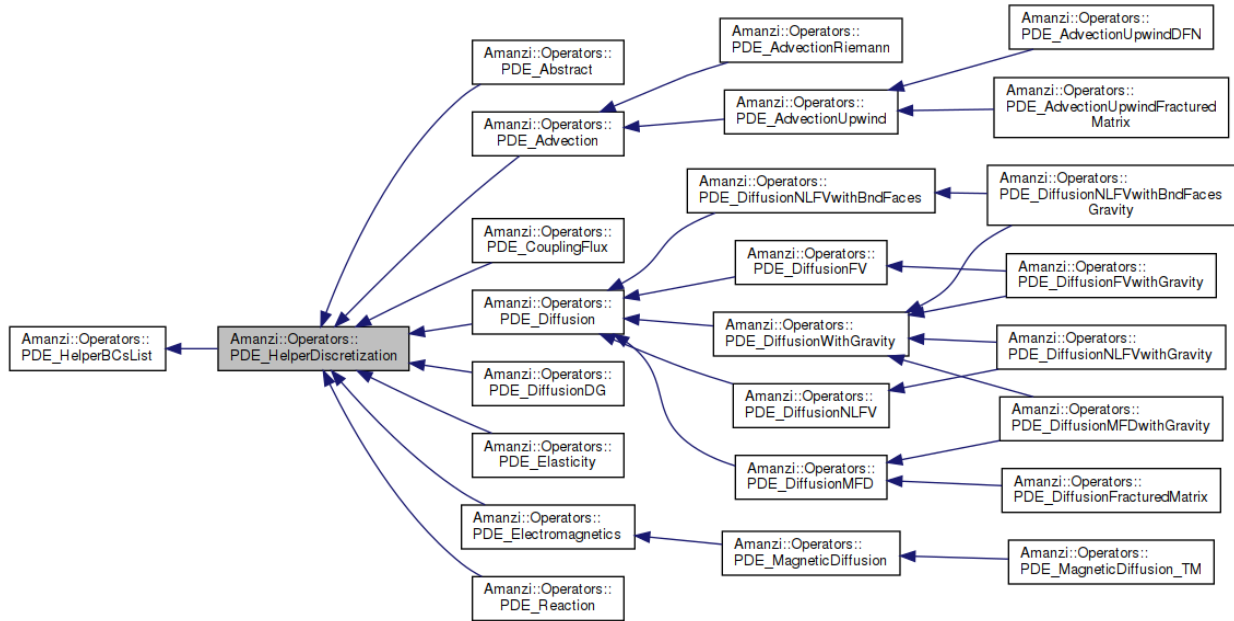 Amanzi::Operators::
PDE_HelperBCsList
Amanzi::Operators::
PDE_HelperDiscretization
Amanzi::Operators::
PDE_Abstract
Amanzi::Operators::
PDE_Advection
Amanzi::Operators::
PDE_CouplingFlux
Amanzi::Operators::
PDE_Diffusion
Amanzi::Operators::
PDE_DiffusionDG
Amanzi::Operators::
PDE_Elasticity
Amanzi::Operators::
PDE_Electromagnetics
Amanzi::Operators::
PDE_Reaction
Amanzi::Operators::
PDE_AdvectionRiemann
Amanzi::Operators::
PDE_AdvectionUpwind
Amanzi::Operators::
PDE_DiffusionNLFVwithBndFaces
Amanzi::Operators::
PDE_DiffusionFV
Amanzi::Operators::
PDE_DiffusionWithGravity
Amanzi::Operators::
PDE_DiffusionNLFV
Amanzi::Operators::
PDE_DiffusionMFD
Amanzi::Operators::
PDE_MagneticDiffusion
Amanzi::Operators::
PDE_AdvectionUpwindDFN
Amanzi::Operators::
PDE_AdvectionUpwindFractured
Matrix
Amanzi::Operators::
PDE_DiffusionNLFVwithBndFaces
Gravity
Amanzi::Operators::
PDE_DiffusionFVwithGravity
Amanzi::Operators::
PDE_DiffusionNLFVwithGravity
Amanzi::Operators::
PDE_DiffusionMFDwithGravity
Amanzi::Operators::
PDE_DiffusionFracturedMatrix
Amanzi::Operators::
PDE_MagneticDiffusion_TM